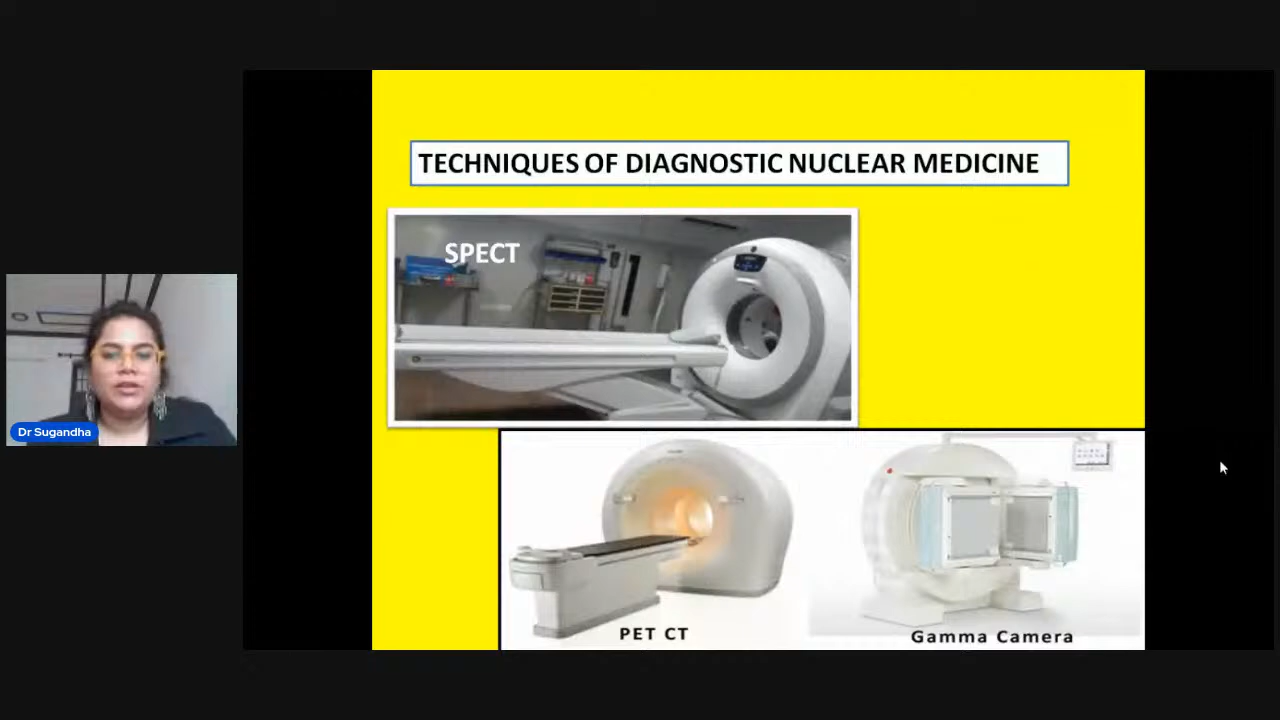 TECHNIQUES OF DIAGNOSTIC NUCLEAR MEDICINE
SPECT
Dr Sugandha
PET CT
Gamma Camera